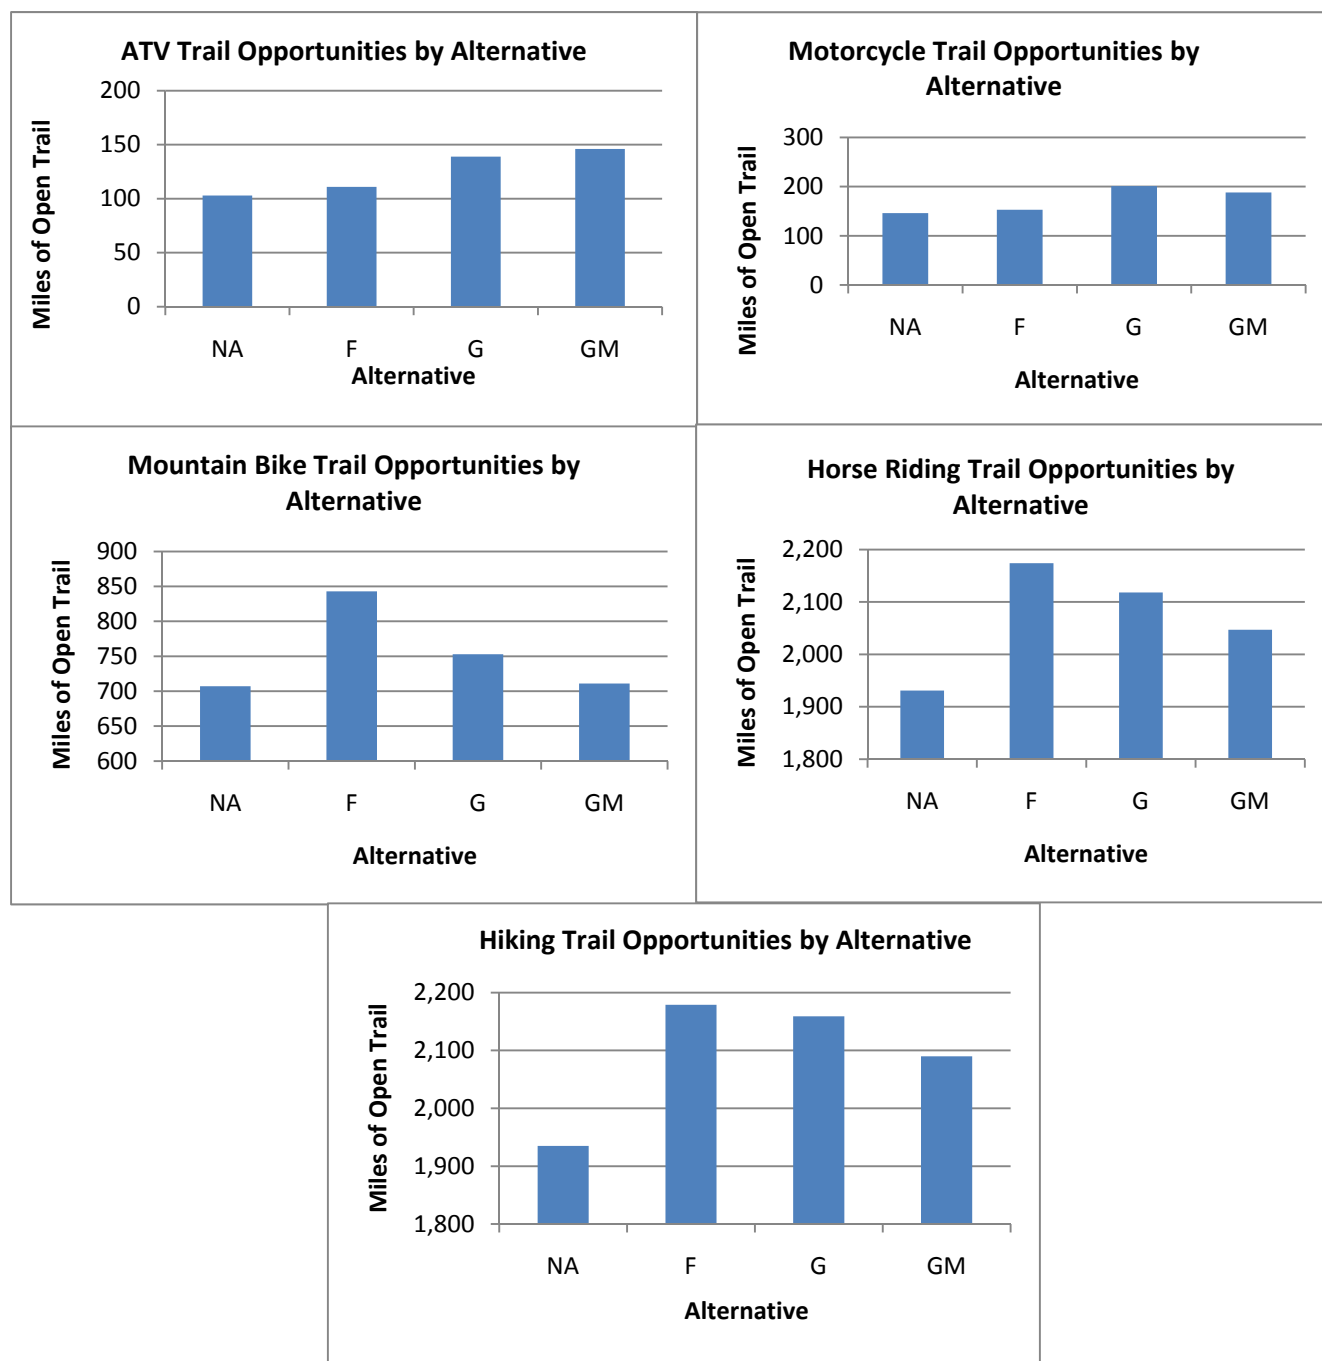 ATV Trail Opportunities by Alternative
Miles of Open Trail
200
150
100
50
0
NA F G GM
Alternative
Motorcycle Trail Opportunities by
Alternative
Miles of Open Trail
300
200
100
0
NA F G GM
Alternative
Mountain Bike Trail Opportunities by
Alternative
Miles of Open Trail
900
850
800
750
700
650
600
NA F G GM
Alternative
Horse Riding Trail Opportunities by
Alternative
Miles of Open Trail
2,200
2,100
2,000
1,900
1,800
NA F G GM
Alternative
Hiking Trail Opportunities by Alternative
Miles of Open Trail
2,200
2,100
2,000
1,900
1,800
NA F G GM
Alternative